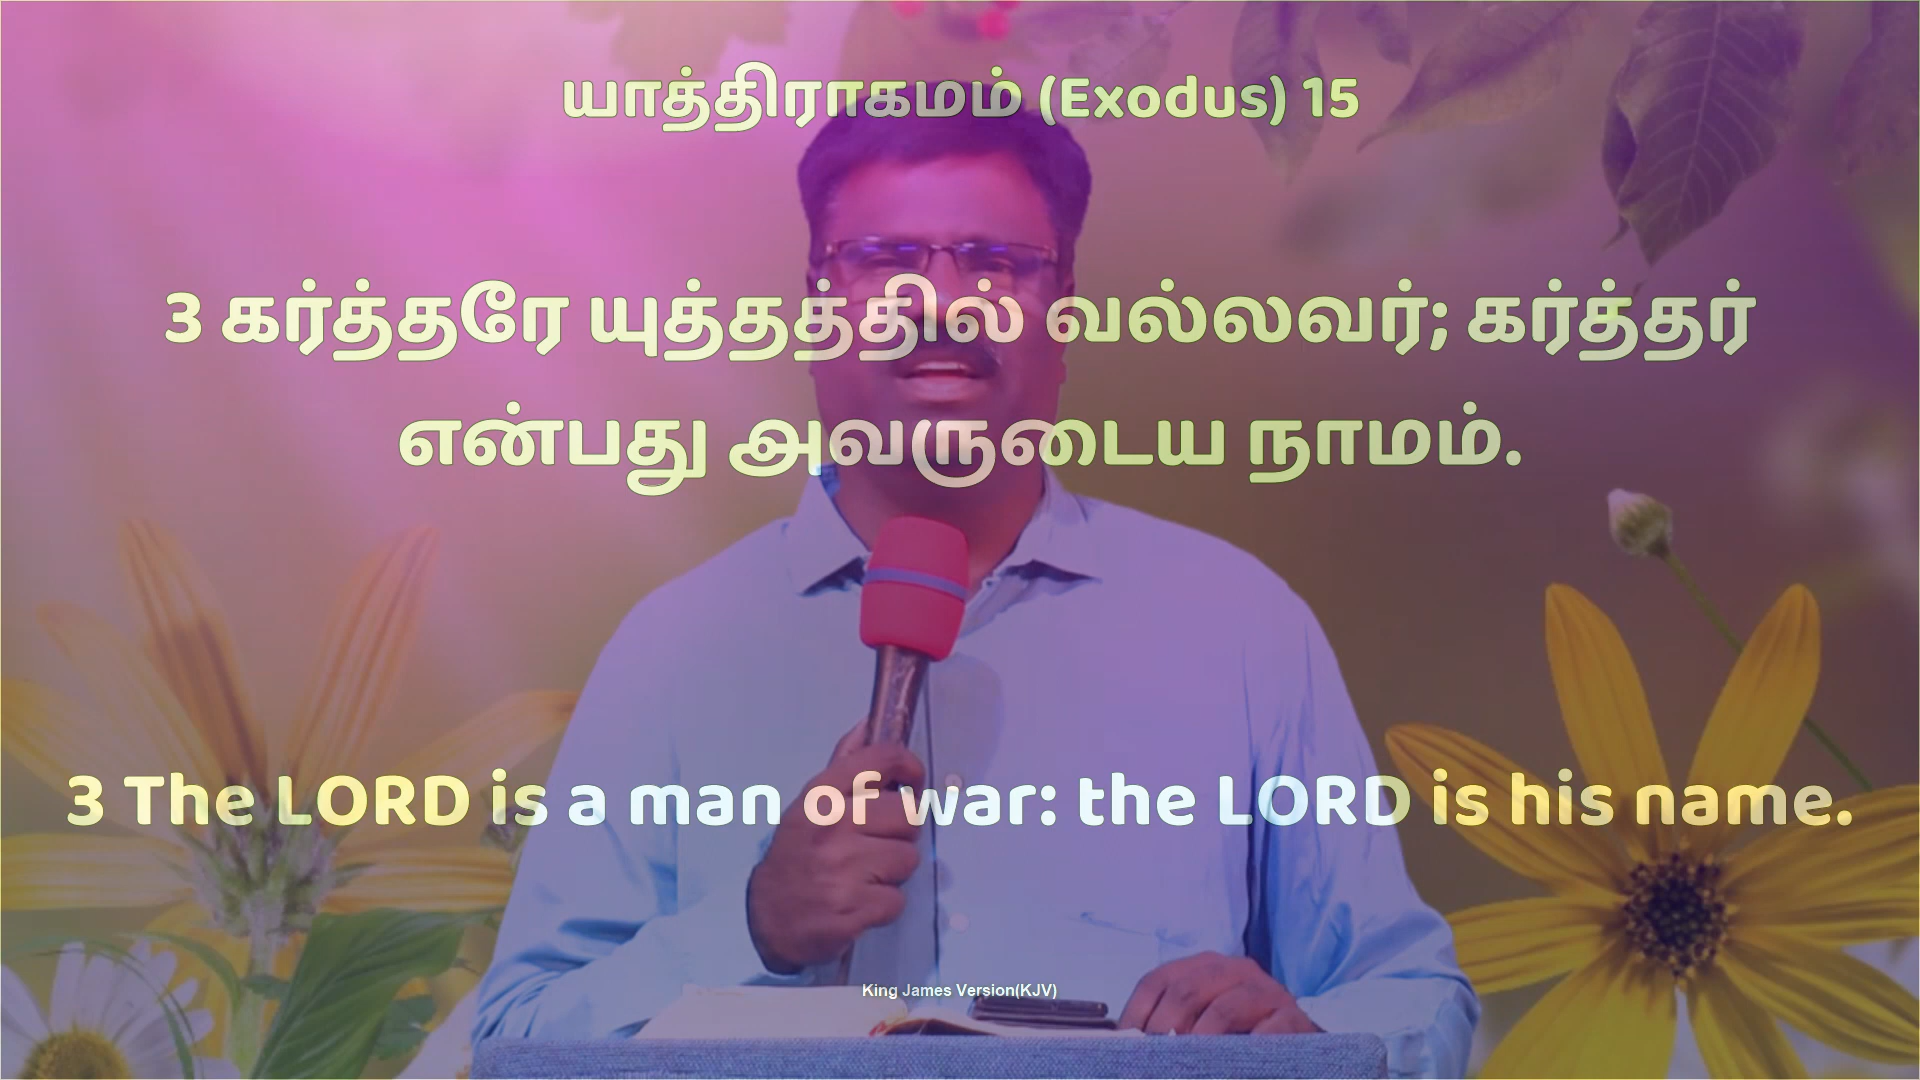 யாத்திராகமம் (Exodus) 15
3 கர்த்தரே யுத்தத்தில் வல்லவர்; கர்த்தர்
என்பது அவருடைய நாமம்.
3 The LORD is a man of war: the LORD is his name.
King James Version(KJV)